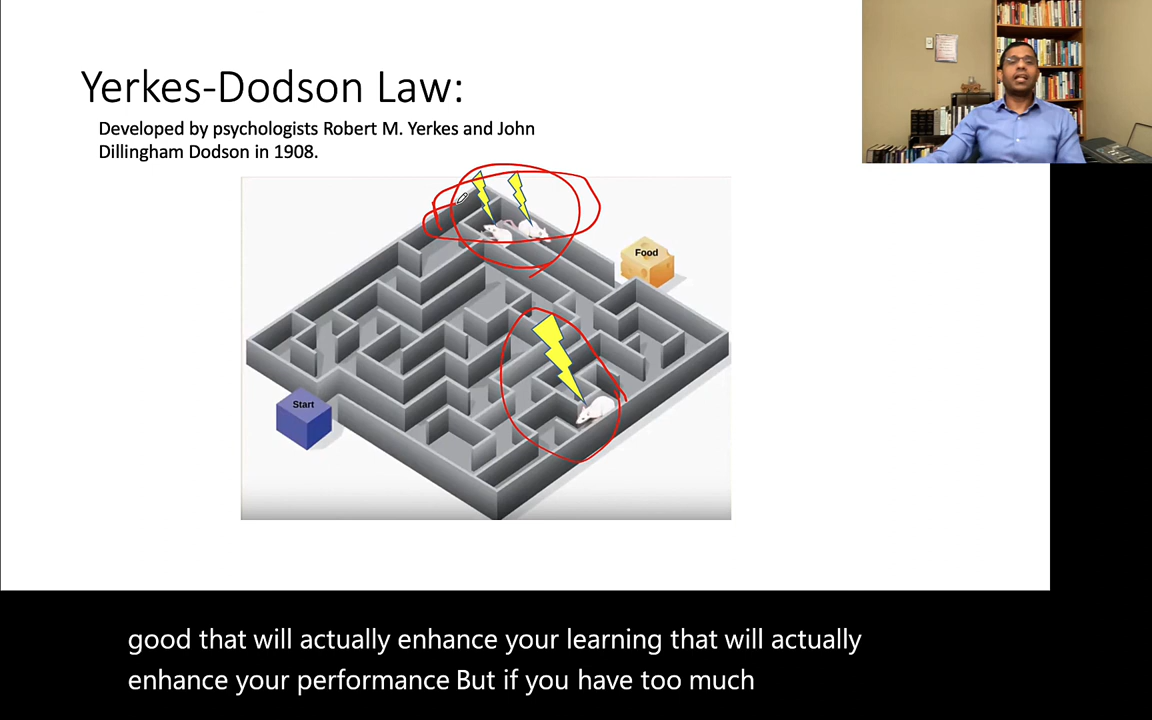 Yerkes-Dodson Law:
Developed by psychologists Robert M. Yerkes and John
Dillingham Dodson in 1908.
Food
Start
good that will actually enhance your learning that will actually
enhance your performance But if you have too much